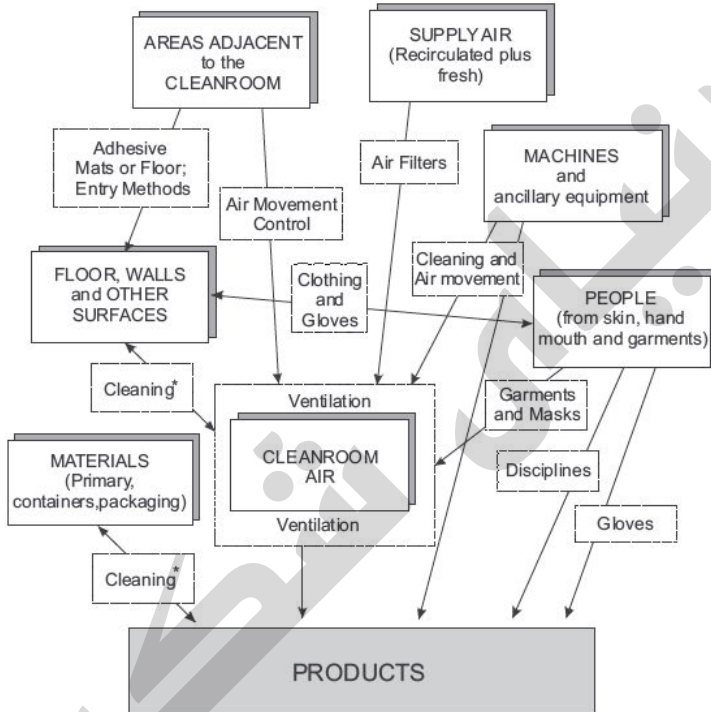 AREAS ADJACENT
to the
CLEANROOM
SUPPLY AIR
(Recirculated plus
fresh)
Adhesive
Mats or Floor;
Entry Methods
Air Filters
MACHINES
and
ancillary equipment
Air Movement
Control
FLOOR, WALLS
and OTHER
SURFACES
Clothing
and
Gloves
Cleaning and
Air movement
PEOPLE
(from skin, hand
mouth and garments)
Cleaning*
Ventilation
CLEANROOM
AIR
Ventilation
Garments
and Masks
MATERIALS
(Primary,
containers,packaging)
Disciplines
Gloves
Cleaning*
PRODUCTS